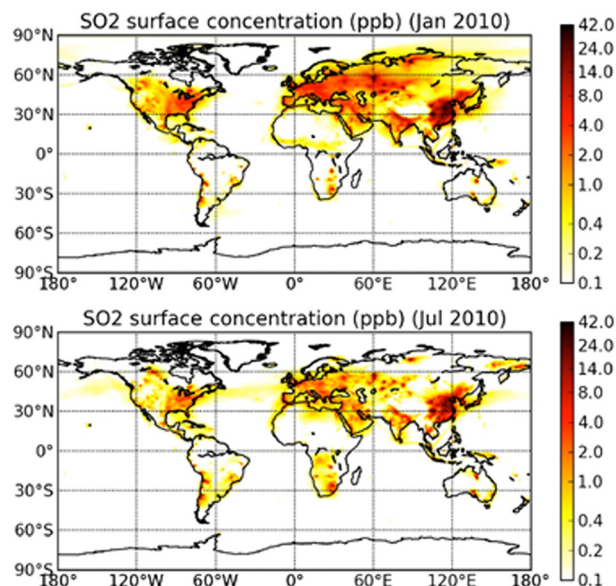 SO2 surface concentration (ppb) (Jan 2010)
90°N
60°N
30°N
0°
30°S
60°S
90°S
180° 120°W 60°W 0° 60°E 120°E 180°
42.0
24.0
14.0
8.0
4.0
2.0
1.0
0.4
0.2
0.1
SO2 surface concentration (ppb) (Jul 2010)
90°N
60°N
30°N
0°
30°S
60°S
90°S
180° 120°W 60°W 0° 60°E 120°E 180°
42.0
24.0
14.0
8.0
4.0
2.0
1.0
0.4
0.2
0.1